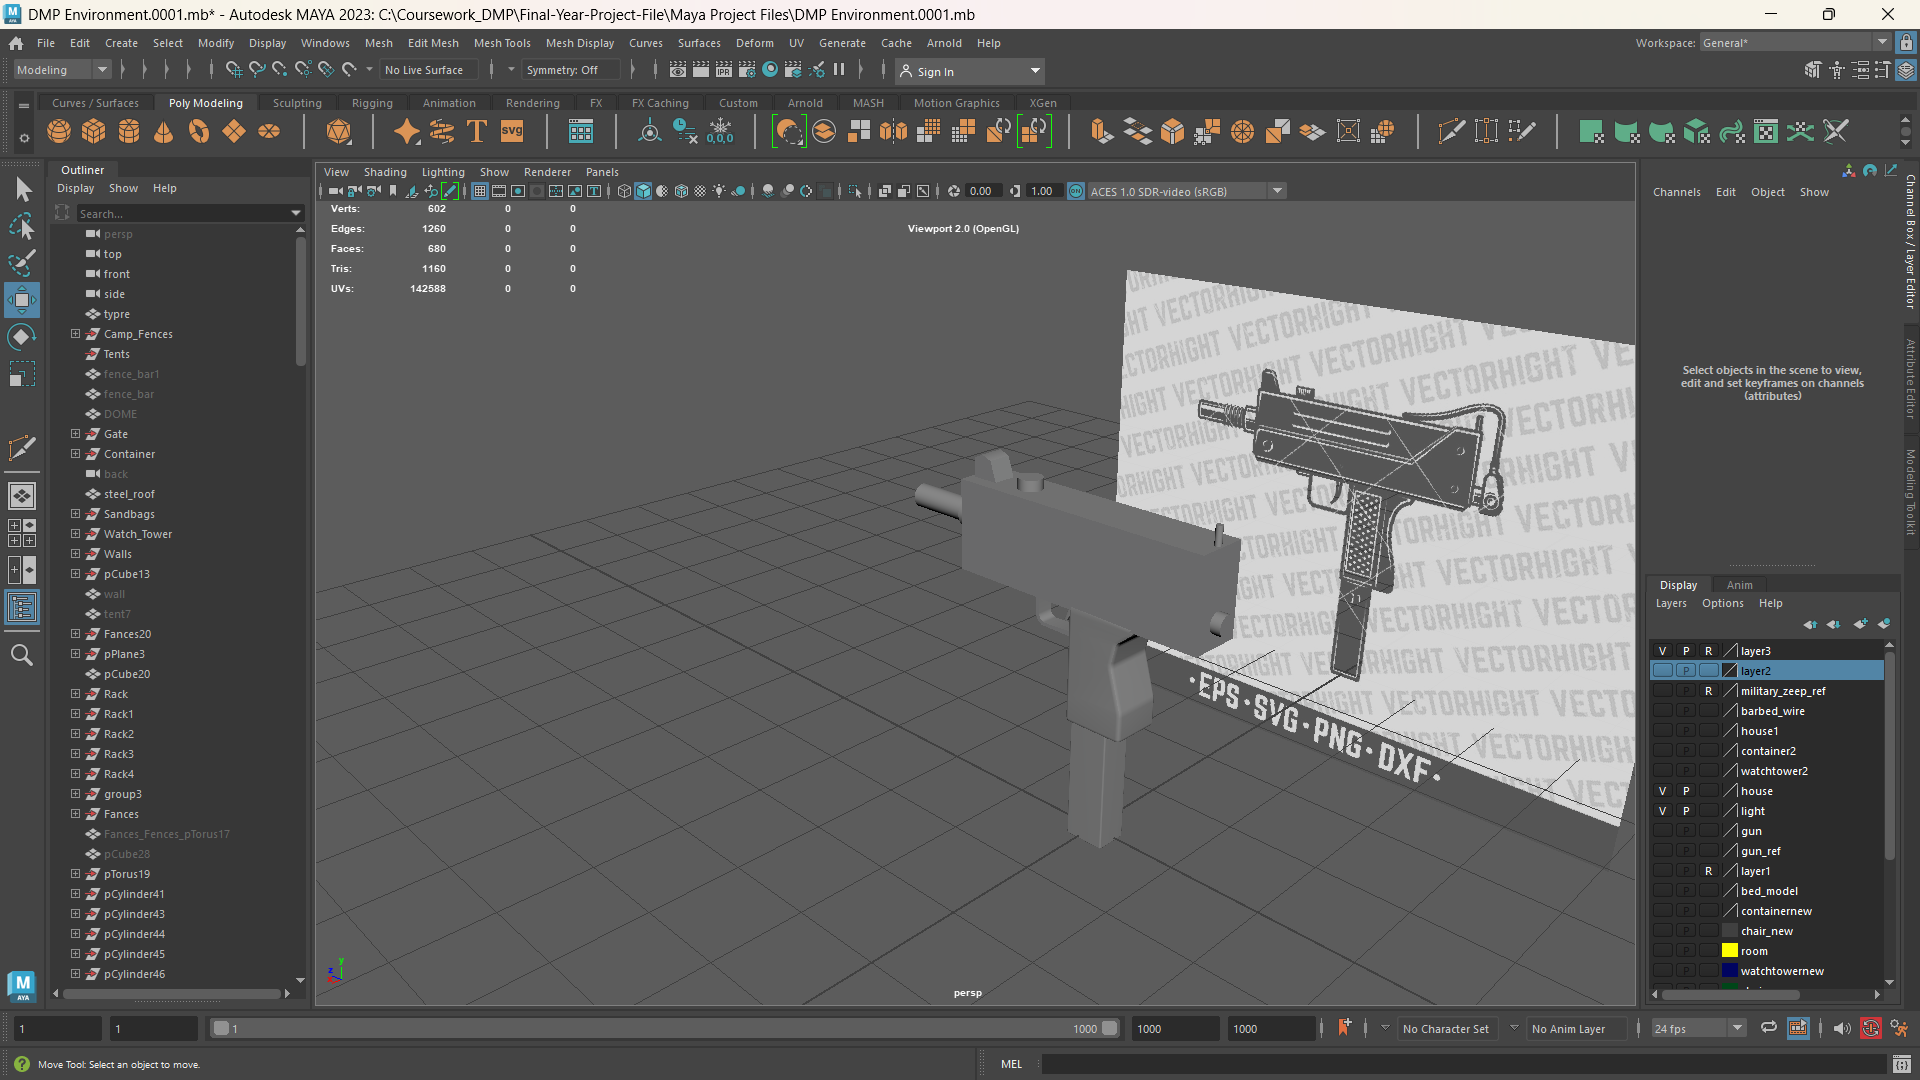 DMP Environment.0001.mb* - Autodesk MAYA 2023: C:\Coursework_DMP\Final-Year-Project-File\Maya Project Files\DMP Environment.0001.mb
File Edit Create Select Modify Display Windows Mesh Edit Mesh Mesh Tools Mesh Display Curves Surfaces Deform UV Generate Cache Arnold Help
Workspace: General*
Modeling
No Live Surface
Symmetry: Off
IPR
Sign In
Curves / Surfaces Poly Modeling Sculpting Rigging Animation Rendering FX FX Caching Custom Arnold MASH Motion Graphics XGen
SVG
0,0,0
Outliner
Display Show Help
Search...
persp
top
front
side
typre
Camp_Fences
Tents
fence_bar1
fence_bar
DOME
Gate
Container
back
steel_roof
Sandbags
Watch_Tower
Walls
pCube13
wall
tent7
Fances20
pPlane3
pCube20
Rack
Rack1
Rack2
Rack3
Rack4
group3
Fances
Fances_Fences_pTorus17
pCube28
pTorus19
pCylinder41
pCylinder43
pCylinder44
pCylinder45
pCylinder46
View Shading Lighting Show Renderer Panels
0.00
1.00
ON
ACES 1.0 SDR-video (sRGB)
Verts: 602 0 0
Edges: 1260 0 0
Faces: 680 0 0
Tris: 1160 0 0
UVs: 142588 0 0
Viewport 2.0 (OpenGL)
VECTORHIGHT VECTORHIGHT
•EPS•SVG•PNG•DXF•
y
z
persp
Channels Edit Object Show
Select objects in the scene to view,
edit and set keyframes on channels
(attributes)
Channel Box / Layer Editor
Attribute Editor
Modeling Toolkit
Display Anim
Layers Options Help
V P R layer3
P layer2
P R military_zeep_ref
P barbed_wire
P house1
P container2
P watchtower2
V P house
V P light
P gun
P gun_ref
P R layer1
P bed_model
P containernew
P chair_new
P room
P watchtowernew
1
1
1
1000
1000
1000
No Character Set
No Anim Layer
24 fps
M
AYA
Move Tool: Select an object to move.
MEL